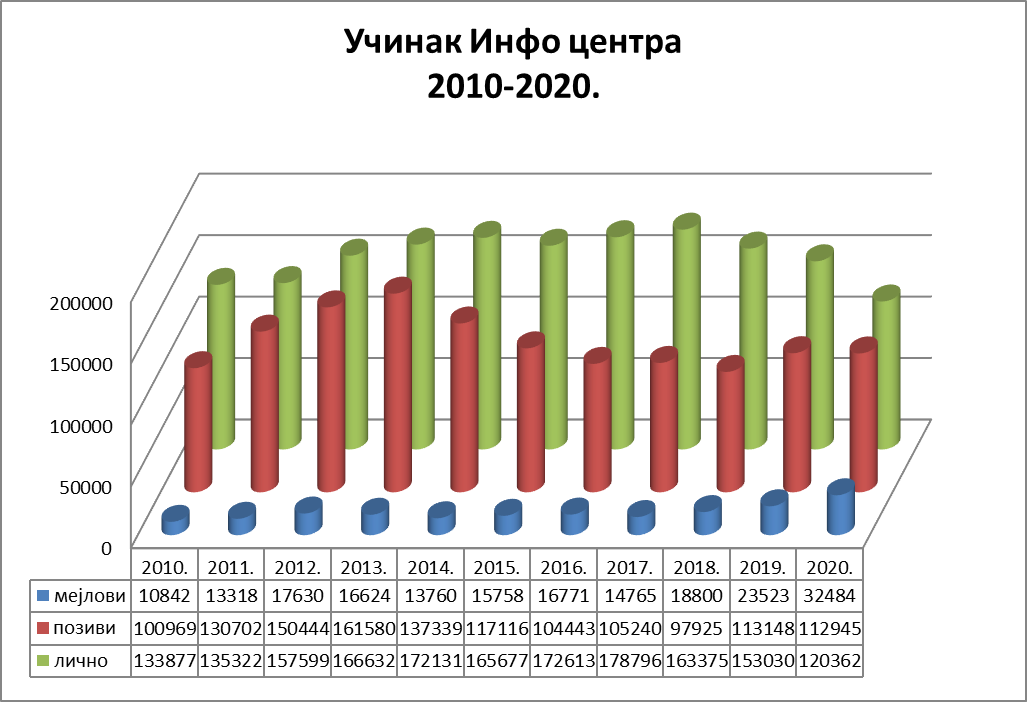 Учинак Инфо центра
2010-2020.
200000
150000
100000
50000
0
2010. 2011. 2012. 2013. 2014. 2015. 2016. 2017. 2018. 2019. 2020.
мејлови 10842 13318 17630 16624 13760 15758 16771 14765 18800 23523 32484
позиви 100969 130702 150444 161580 137339 117116 104443 105240 97925 113148 112945
лично 133877 135322 157599 166632 172131 165677 172613 178796 163375 153030 120362